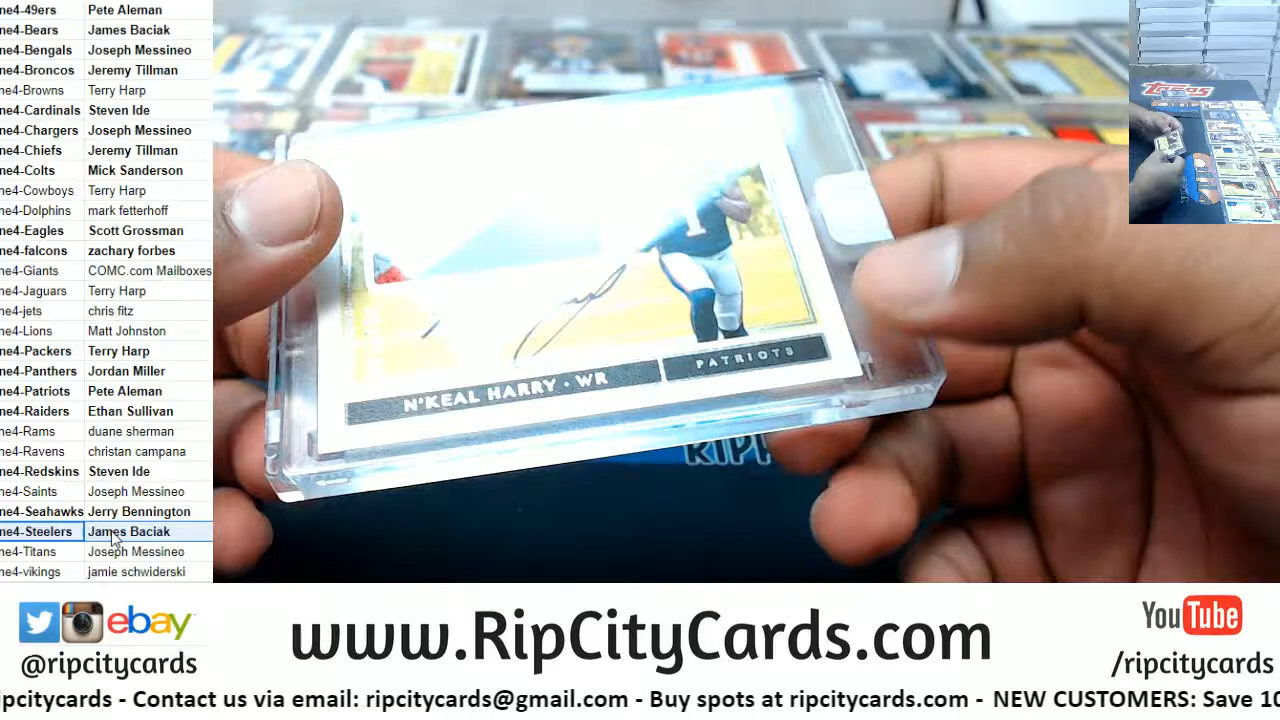 ne4-49ers Pete Aleman
ne4-Bears James Baciak
ne4-Bengals Joseph Messineo
ne4-Broncos Jeremy Tillman
ne4-Browns Terry Harp
ne4-Cardinals Steven Ide
ne4-Chargers Joseph Messineo
ne4-Chiefs Jeremy Tillman
ne4-Colts Mick Sanderson
ne4-Cowboys Terry Harp
ne4-Dolphins mark fetterhoff
ne4-Eagles Scott Grossman
ne4-falcons zachary forbes
ne4-Giants COMC.com Mailboxes
ne4-Jaguars Terry Harp
ne4-jets chris fitz
ne4-Lions Matt Johnston
ne4-Packers Terry Harp
ne4-Panthers Jordan Miller
ne4-Patriots Pete Aleman
ne4-Raiders Ethan Sullivan
ne4-Rams duane sherman
ne4-Ravens christan campana
ne4-Redskins Steven Ide
ne4-Saints Joseph Messineo
ne4-Seahawks Jerry Bennington
ne4-Steelers James Baciak
ne4-Titans Joseph Messineo
ne4-vikings jamie schwiderski
Topps
N'KEAL HARRY · WR PATRIOTS
RIPP
ebay
@ripcitycards
www.RipCityCards.com
YouTube
/ripcitycards
ipcitycards - Contact us via email: ripcitycards@gmail.com - Buy spots at ripcitycards.com - NEW CUSTOMERS: Save 10